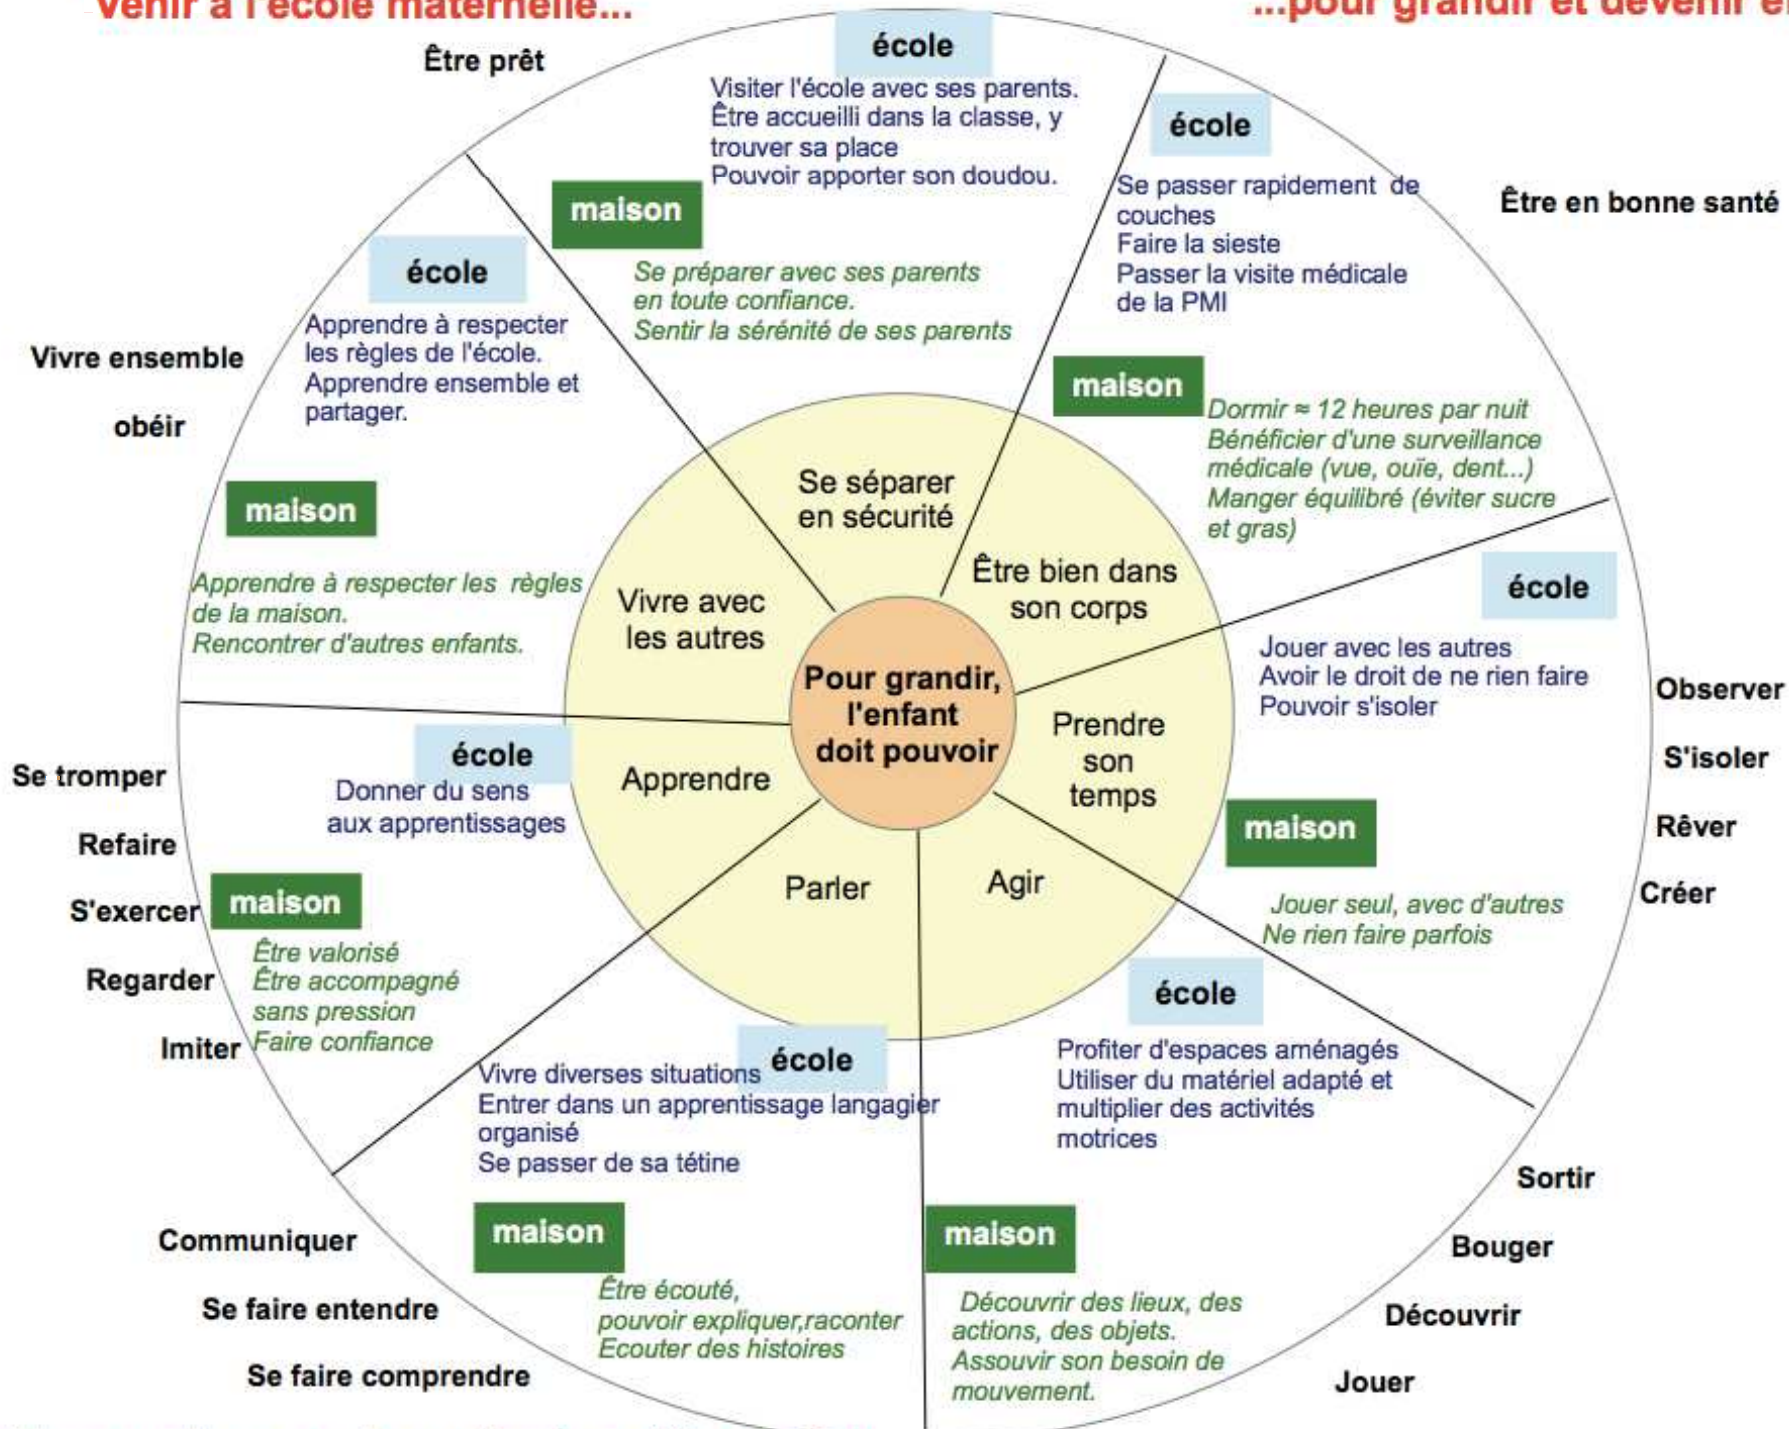 Venir à l'école maternelle...
...pour grandir et devenir
Être prêt
école
Visiter l'école avec ses parents.
Être accueilli dans la classe, y
trouver sa place
Pouvoir apporter son doudou.
maison
Se préparer avec ses parents
en toute confiance.
Sentir la sérénité de ses parents
Se séparer
en sécurité
Être en bonne santé
école
Se passer rapidement de
couches
Faire la sieste
Passer la visite médicale
de la PMI
maison
Dormir ≈ 12 heures par nuit
Bénéficier d'une surveillance
médicale (vue, ouïe, dent...)
Manger équilibré (éviter sucre
et gras)
Être bien dans
son corps
Vivre ensemble
obéir
école
Apprendre à respecter
les règles de l'école.
Apprendre ensemble et
partager.
maison
Apprendre à respecter les règles
de la maison.
Rencontrer d'autres enfants.
Vivre avec
les autres
Pour grandir,
l'enfant
doit pouvoir
école
Jouer avec les autres
Avoir le droit de ne rien faire
Pouvoir s'isoler
Prendre
son
temps
maison
Jouer seul, avec d'autres
Ne rien faire parfois
Observer
S'isoler
Rêver
Créer
Se tromper
Refaire
S'exercer
Regarder
Imiter
école
Donner du sens
aux apprentissages
Apprendre
maison
Être valorisé
Être accompagné
sans pression
Faire confiance
Parler
école
Vivre diverses situations
Entrer dans un apprentissage langagier
organisé
Se passer de sa tétine
maison
Être écouté,
pouvoir expliquer,raconter
Ecouter des histoires
Communiquer
Se faire entendre
Se faire comprendre
Agir
école
Profiter d'espaces aménagés
Utiliser du matériel adapté et
multiplier des activités
motrices
maison
Découvrir des lieux, des
actions, des objets.
Assouvir son besoin de
mouvement.
Sortir
Bouger
Découvrir
Jouer